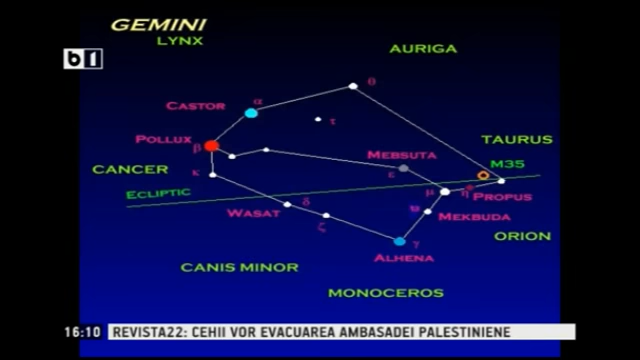 GEMINI
LYNX
AURIGA
b1
CASTOR α
θ
τ
POLLUX β
TAURUS
MEBSUTA ε
M35
CANCER
κ
ECLIPTIC
μ
η PROPUS
WASAT δ
ζ
MEKBUDA
ORION
γ
ALHENA
CANIS MINOR
MONOCEROS
16:10 REVISTA22: CEHII VOR EVACUAREA AMBASADEI PALESTINIENE